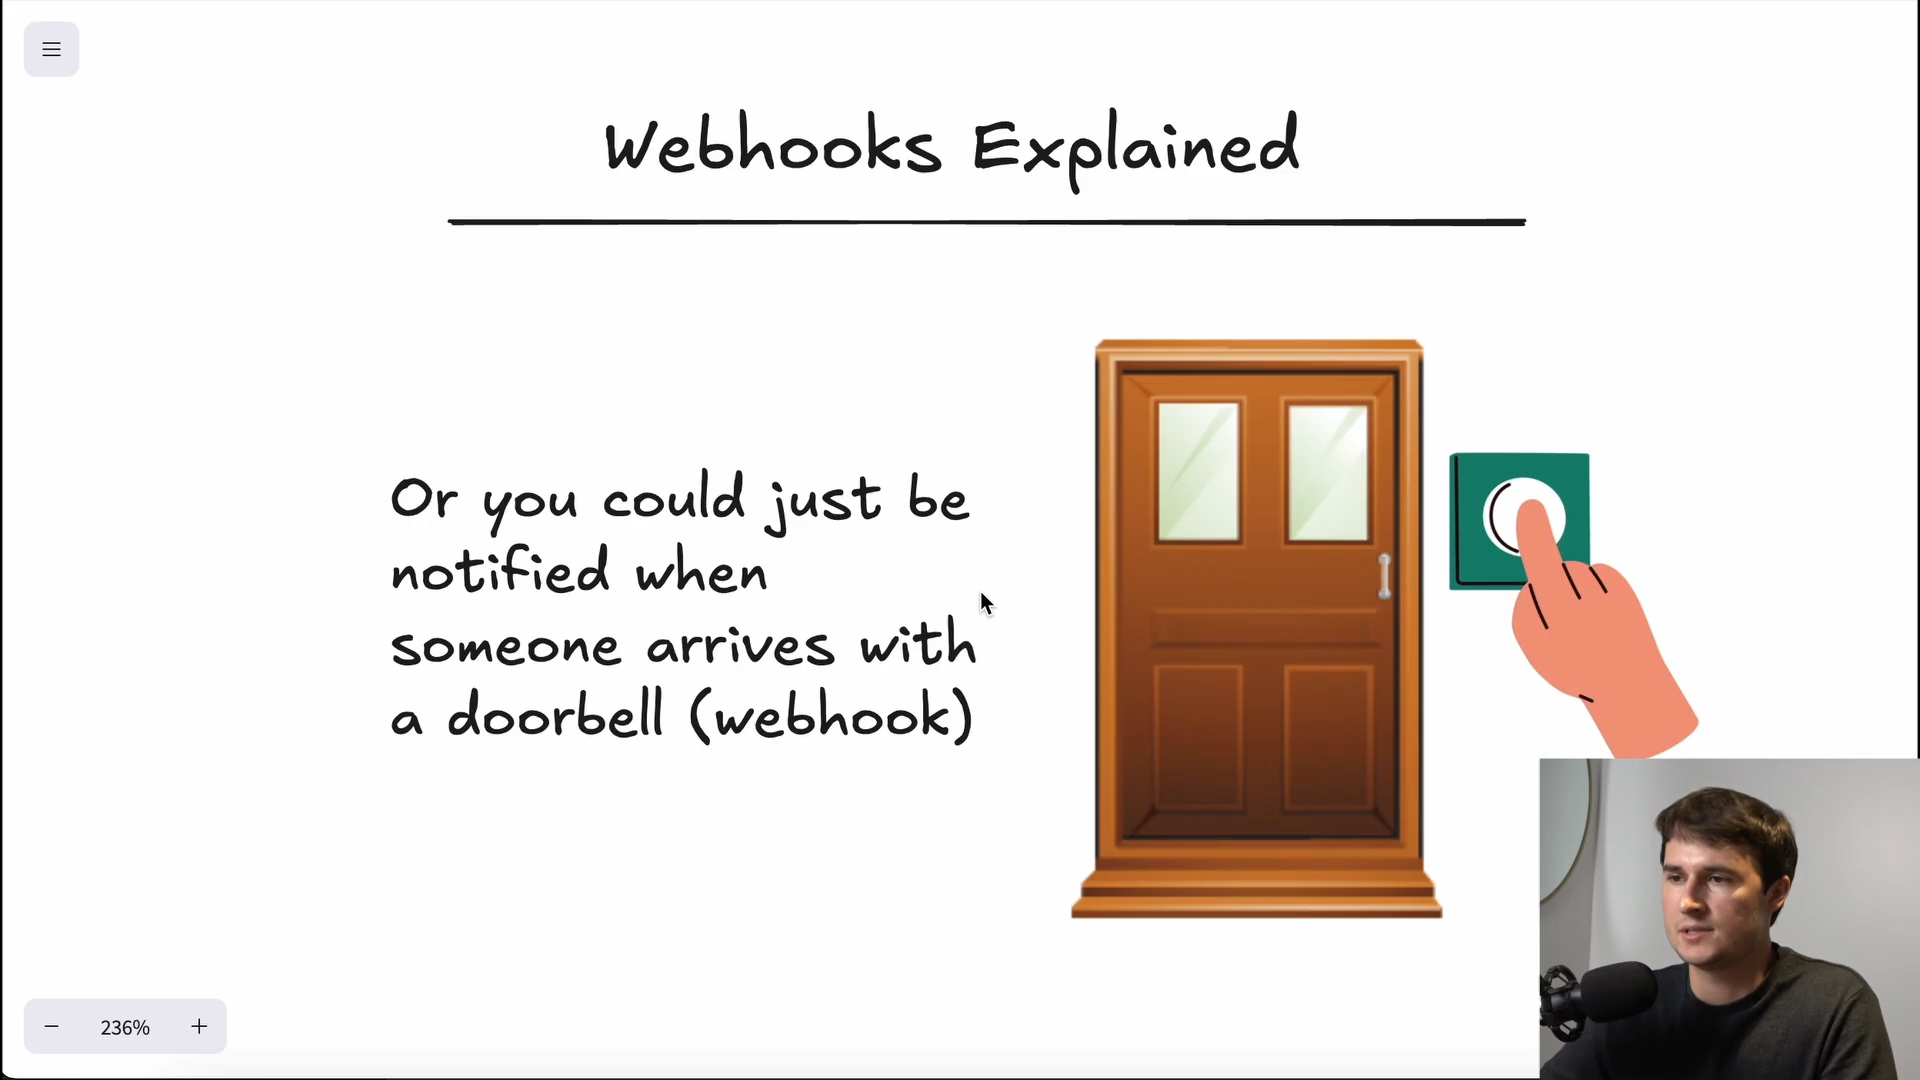 Webhooks Explained
Or you could just be
notified when
someone arrives with
a doorbell (webhook)
236%